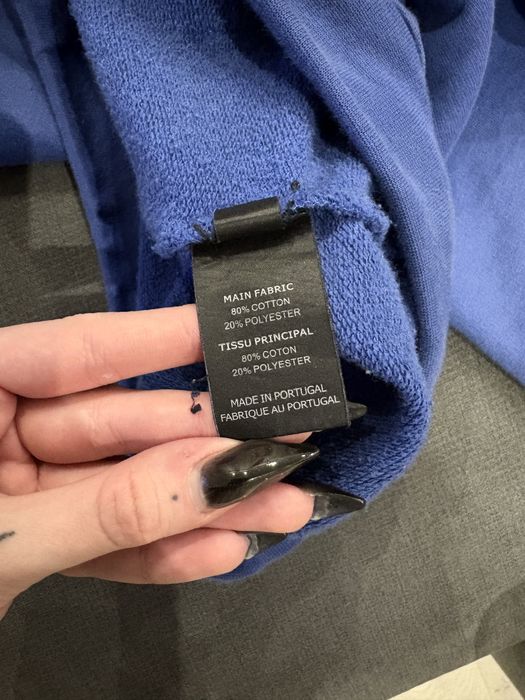 MAIN FABRIC
80% COTTON
20% POLYESTER
TISSU PRINCIPAL
80% COTON
20% POLYESTER
MADE IN PORTUGAL
FABRIQUE AU PORTUGAL